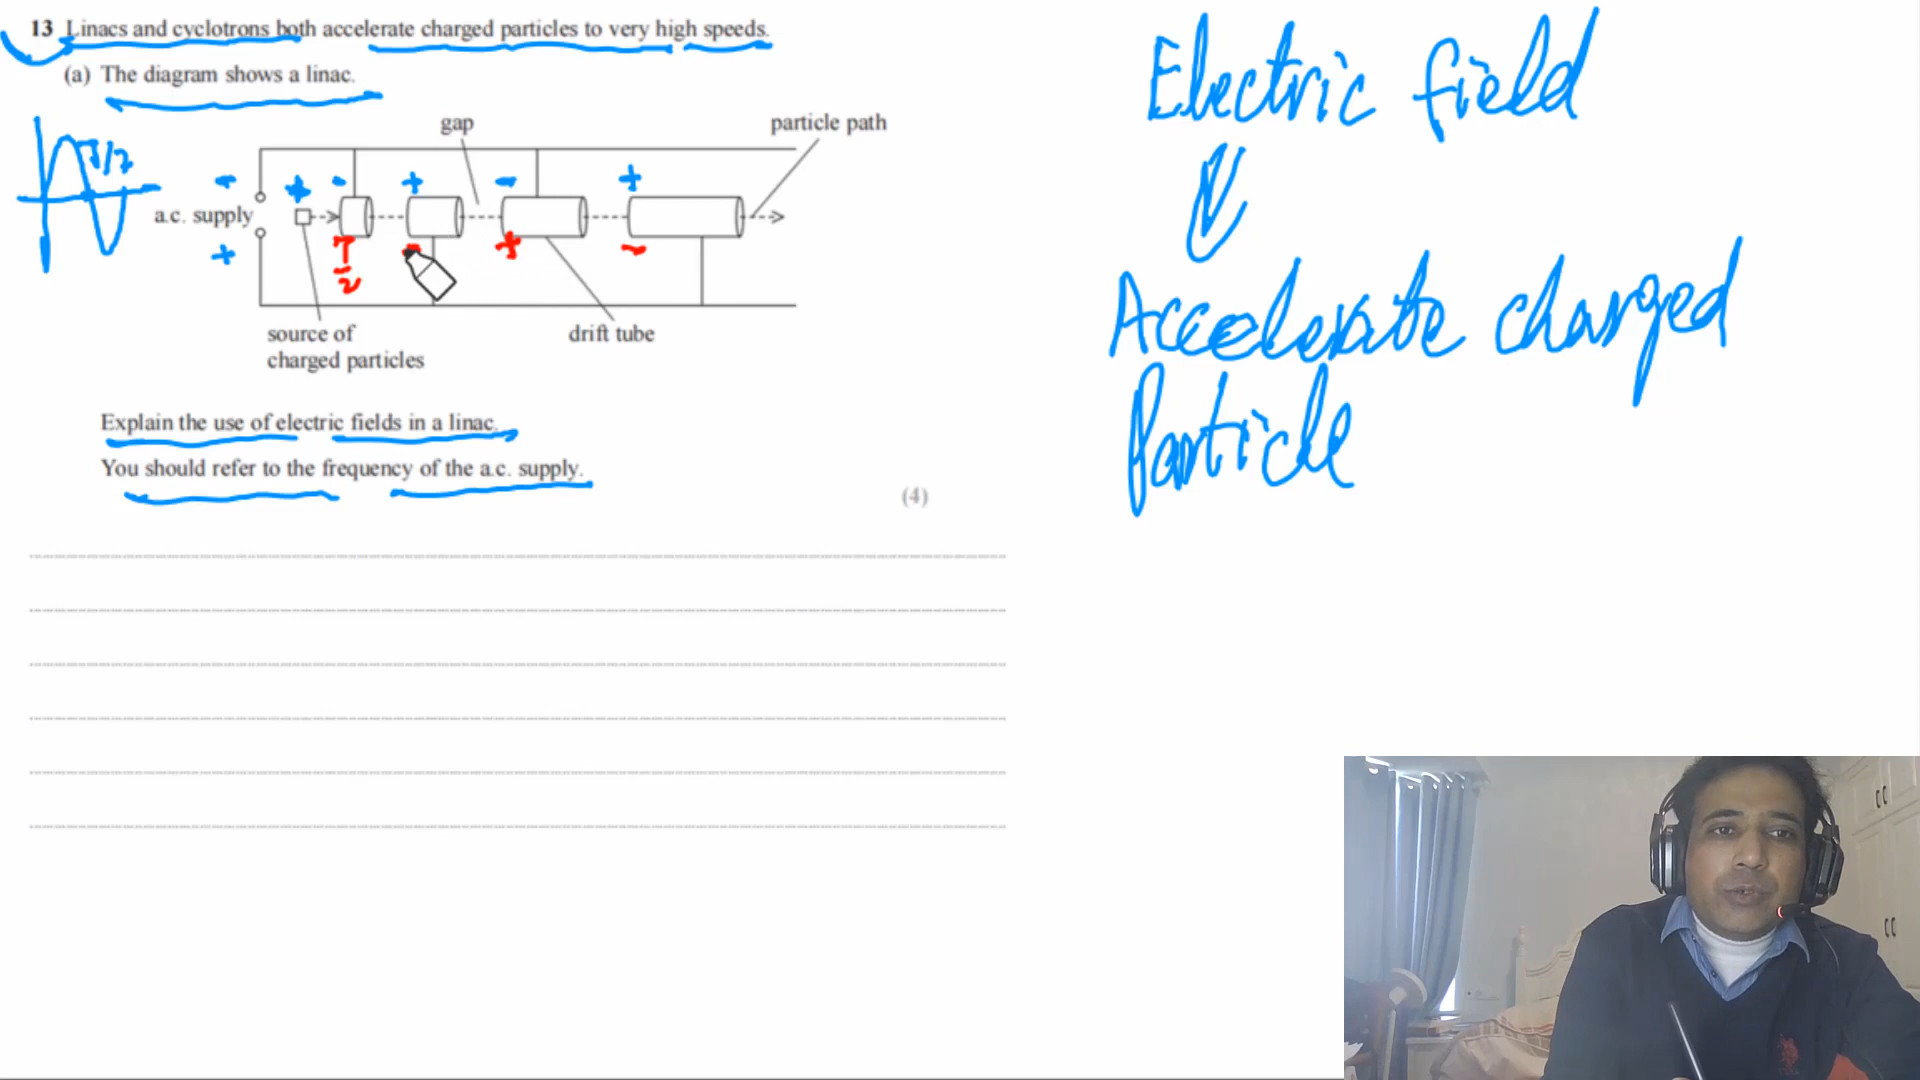 13 Linacs and cyclotrons both accelerate charged particles to very high speeds.
(a) The diagram shows a linac.
gap
particle path
T/2
- + - + - +
a.c. supply
+
T/2
- + -
source of
charged particles
drift tube
Explain the use of electric fields in a linac.
You should refer to the frequency of the a.c. supply.
(4)
Electric field
Accelerate charged
Particle